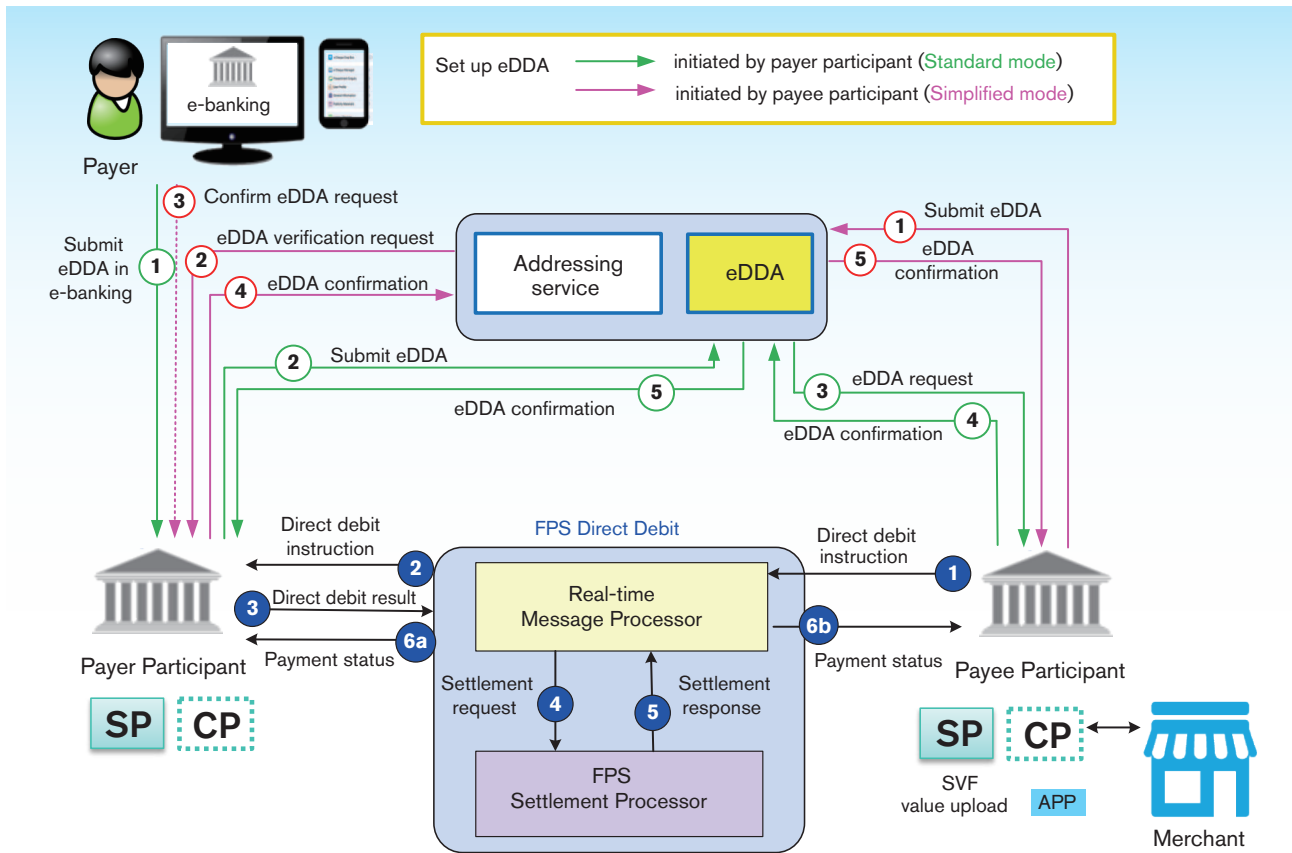 Set up eDDA
initiated by payer participant (Standard mode)
initiated by payee participant (Simplified mode)
e-banking
Payer
3
Confirm eDDA request
Submit
eDDA in
e-banking
1
eDDA verification request
2
4
eDDA confirmation
Addressing
service
eDDA
Submit eDDA
1
5
eDDA
confirmation
2
Submit eDDA
5
eDDA confirmation
3
eDDA request
4
eDDA confirmation
FPS Direct Debit
Direct debit
instruction
2
3
Direct debit result
6a
Payment status
Real-time
Message Processor
Direct debit
instruction
1
6b
Payment status
Settlement
request
4
5
Settlement
response
FPS
Settlement Processor
Payer Participant
SP
CP
Payee Participant
SP
CP
SVF
value upload
APP
Merchant